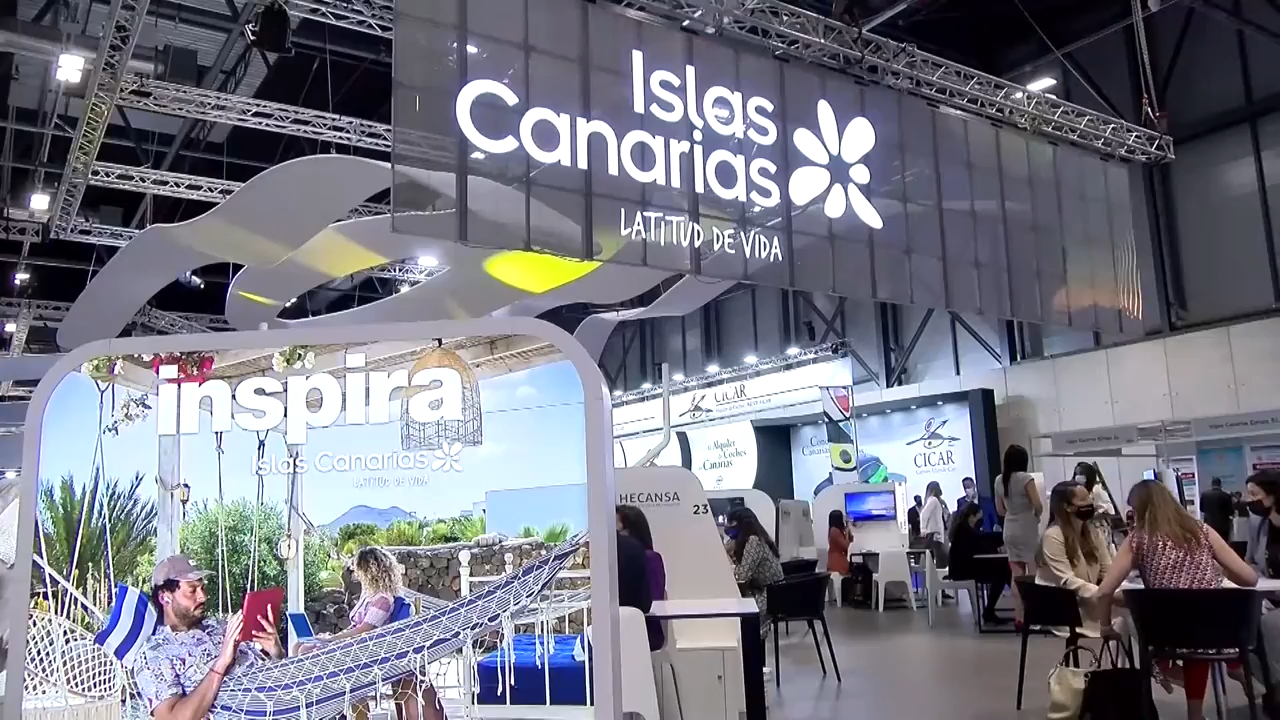 Islas
Canarias
LATITUD DE VIDA
inspira
Islas Canarias
LATITUD DE VIDA
CICAR
Alquiler
de Coches
en Canarias
CICAR
HECANSA
23